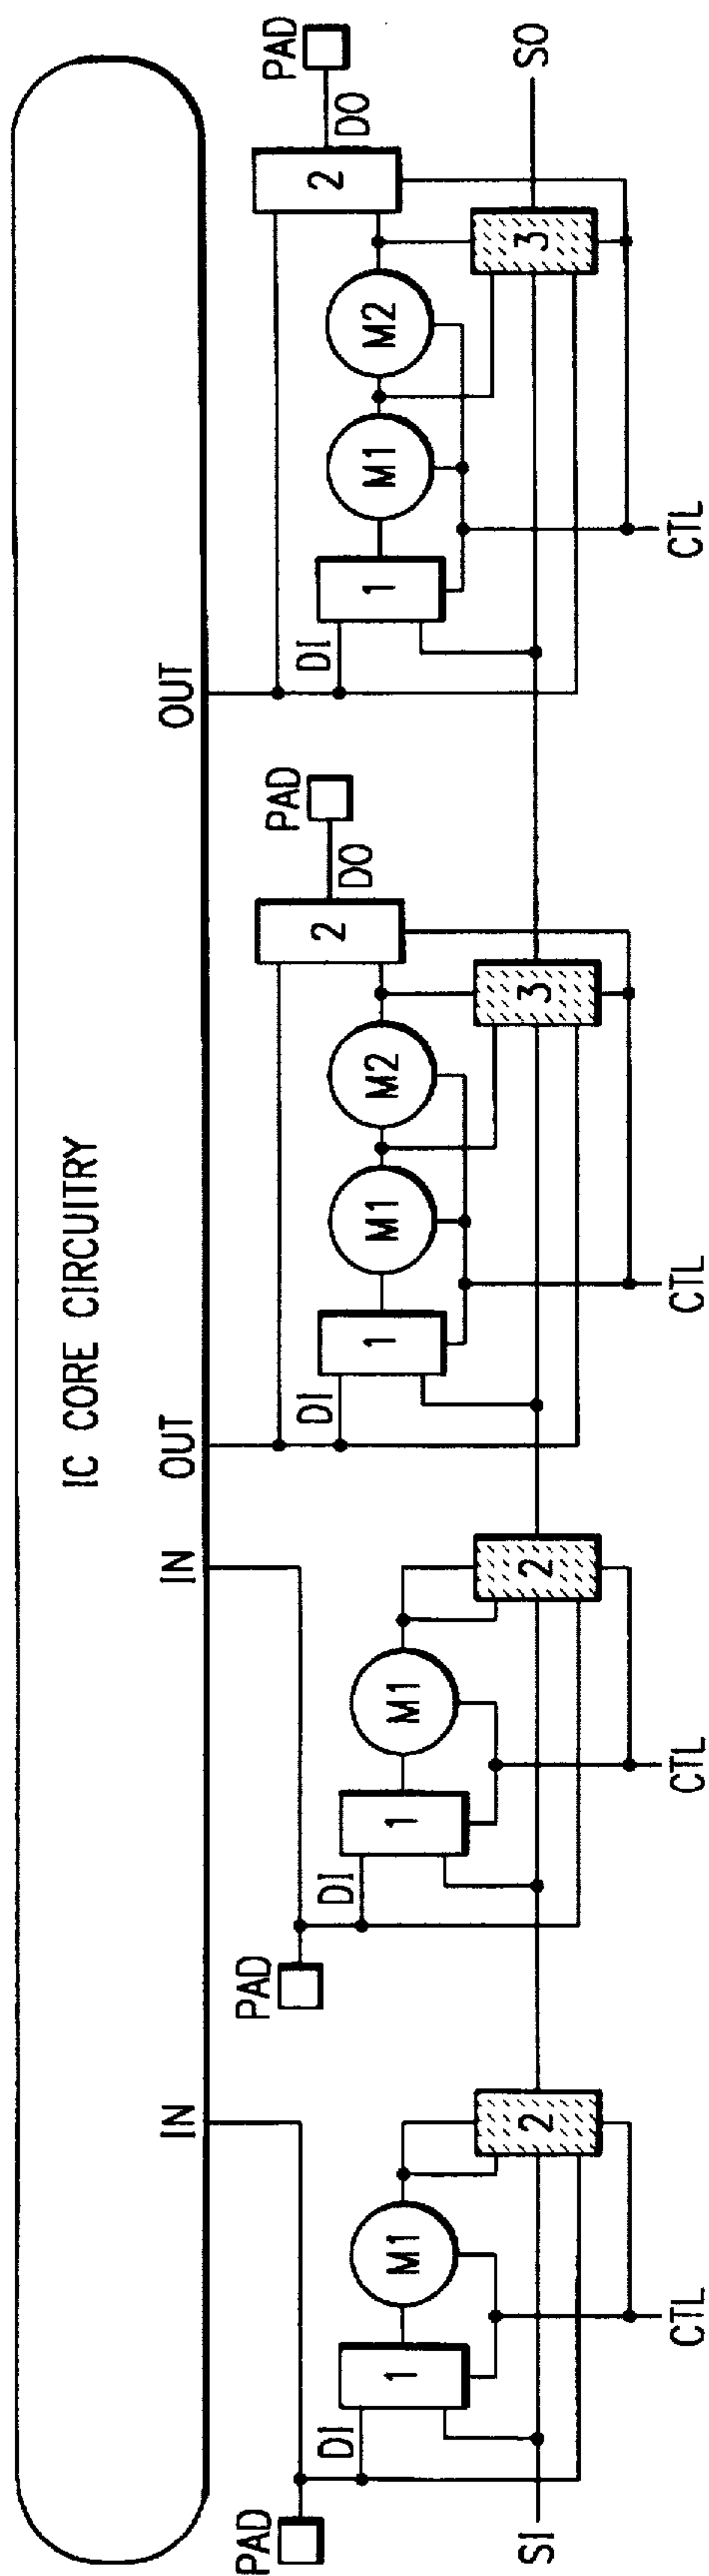 IC CORE CIRCUITRY
IN
IN
OUT
OUT
PAD
DI
1
M1
2
SI
CTL
PAD
DI
1
M1
2
CTL
DI
1
M1
M2
2
DO
PAD
3
CTL
DI
1
M1
M2
2
DO
PAD
3
CTL
SO